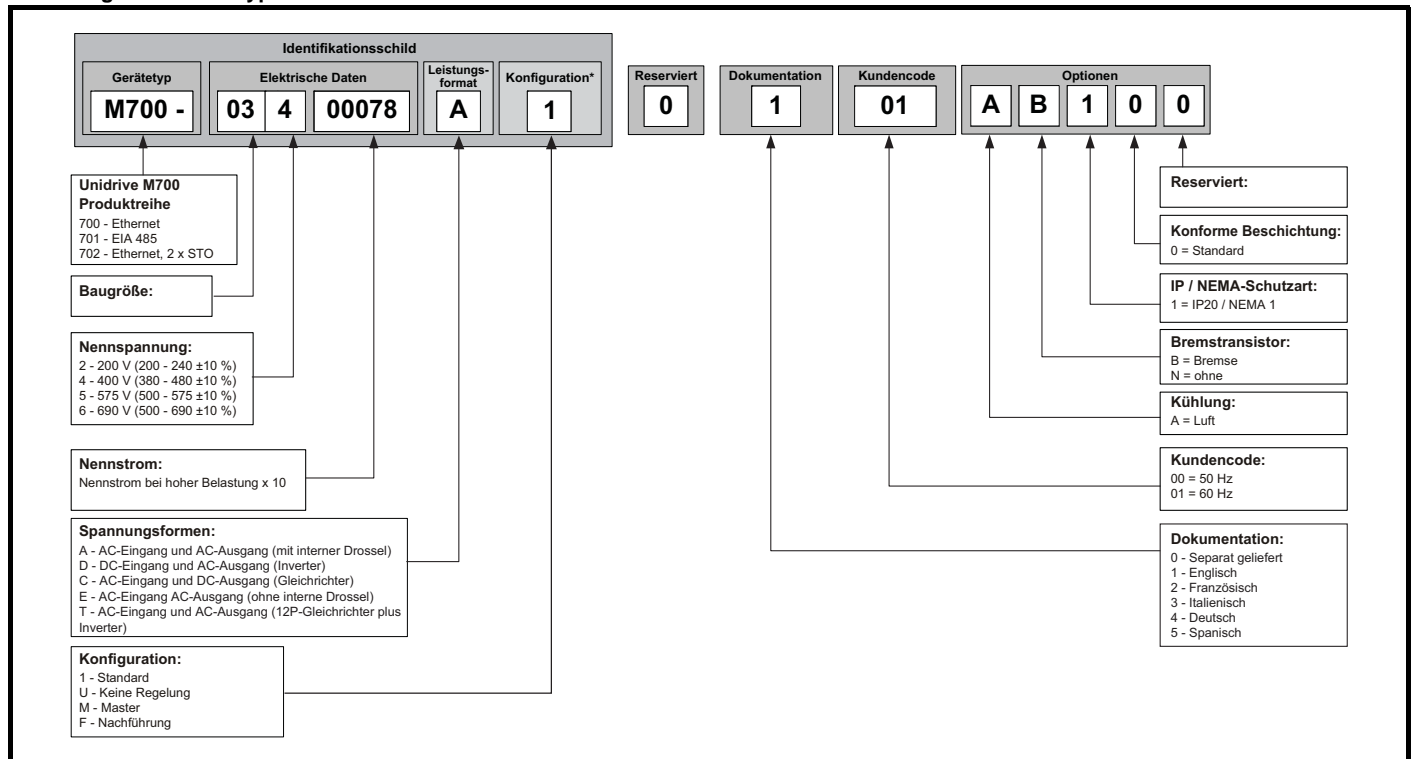 Identifikationsschild
Gerätetyp
Elektrische Daten
Leistungs-
format
Konfiguration*
Reserviert
Dokumentation
Kundencode
Optionen
M700 -
03
4
00078
A
1
0
1
01
A
B
1
0
0
Unidrive M700
Produktreihe
700 - Ethernet
701 - EIA 485
702 - Ethernet, 2 x STO
Baugröße:
Nennspannung:
2 - 200 V (200 - 240 ±10 %)
4 - 400 V (380 - 480 ±10 %)
5 - 575 V (500 - 575 ±10 %)
6 - 690 V (500 - 690 ±10 %)
Nennstrom:
Nennstrom bei hoher Belastung x 10
Spannungsformen:
A - AC-Eingang und AC-Ausgang (mit interner Drossel)
D - DC-Eingang und AC-Ausgang (Inverter)
C - AC-Eingang und DC-Ausgang (Gleichrichter)
E - AC-Eingang AC-Ausgang (ohne interne Drossel)
T - AC-Eingang und AC-Ausgang (12P-Gleichrichter plus
Inverter)
Konfiguration:
1 - Standard
U - Keine Regelung
M - Master
F - Nachführung
Reserviert:
Konforme Beschichtung:
0 = Standard
IP / NEMA-Schutzart:
1 = IP20 / NEMA 1
Bremstransistor:
B = Bremse
N = ohne
Kühlung:
A = Luft
Kundencode:
00 = 50 Hz
01 = 60 Hz
Dokumentation:
0 - Separat geliefert
1 - Englisch
2 - Französisch
3 - Italienisch
4 - Deutsch
5 - Spanisch